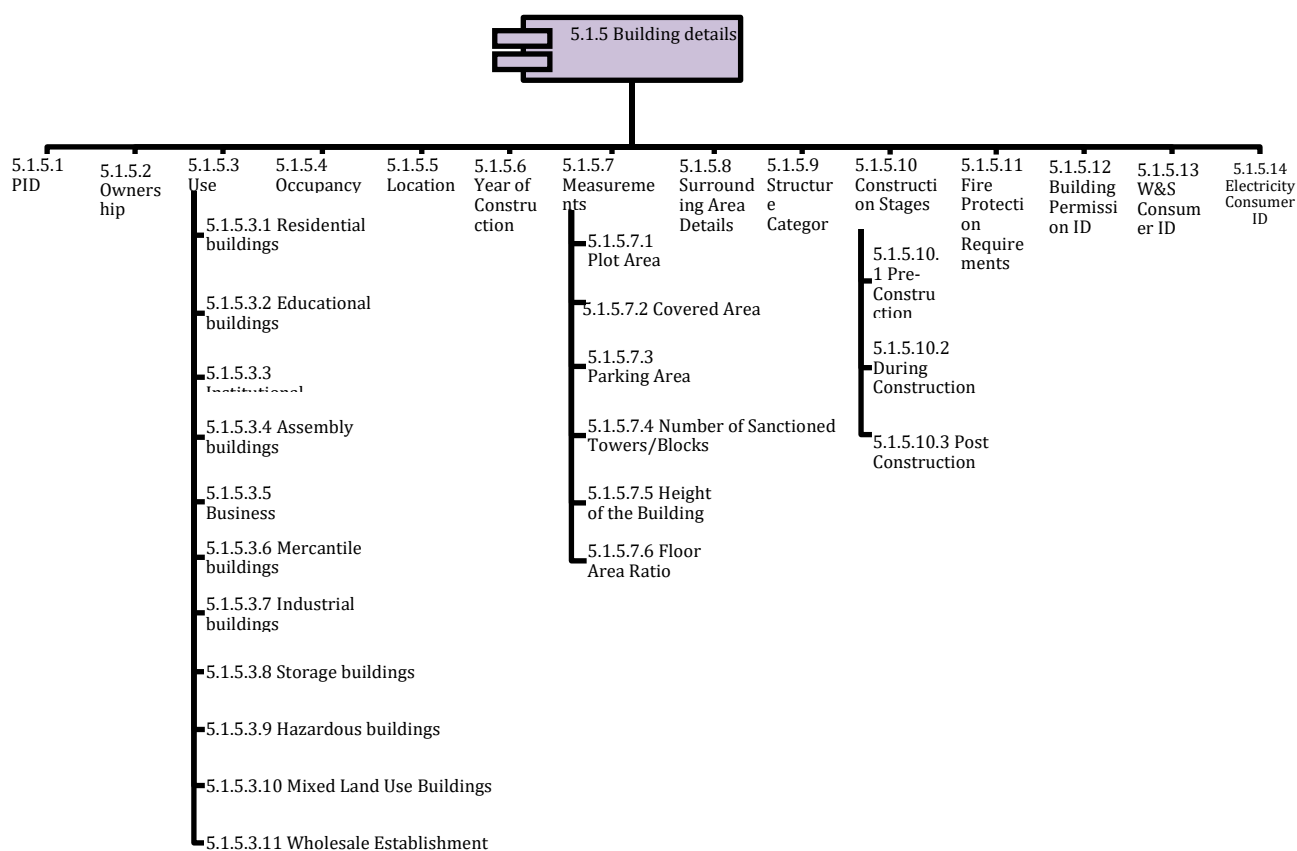 5.1.5 Building details
5.1.5.1
PID
5.1.5.2
Owners
hip
5.1.5.3
Use
5.1.5.4
Occupancy
5.1.5.5
Location
5.1.5.6
Year of
Constru
ction
5.1.5.7
Measureme
nts
5.1.5.8
Surround
ing Area
Details
5.1.5.9
Structur
e
Categor
5.1.5.10
Constructi
on Stages
5.1.5.11
Fire
Protecti
on
Require
ments
5.1.5.12
Building
Permissi
on ID
5.1.5.13
W&S
Consum
er ID
5.1.5.14
Electricity
Consumer
ID
5.1.5.3.1 Residential
buildings
5.1.5.3.2 Educational
buildings
5.1.5.3.3
Institutional
5.1.5.3.4 Assembly
buildings
5.1.5.3.5
Business
5.1.5.3.6 Mercantile
buildings
5.1.5.3.7 Industrial
buildings
5.1.5.3.8 Storage buildings
5.1.5.3.9 Hazardous buildings
5.1.5.3.10 Mixed Land Use Buildings
5.1.5.3.11 Wholesale Establishment
5.1.5.7.1
Plot Area
5.1.5.7.2 Covered Area
5.1.5.7.3
Parking Area
5.1.5.7.4 Number of Sanctioned
Towers/Blocks
5.1.5.7.5 Height
of the Building
5.1.5.7.6 Floor
Area Ratio
5.1.5.10.
1 Pre-
Constru
ction
5.1.5.10.2
During
Construction
5.1.5.10.3 Post
Construction